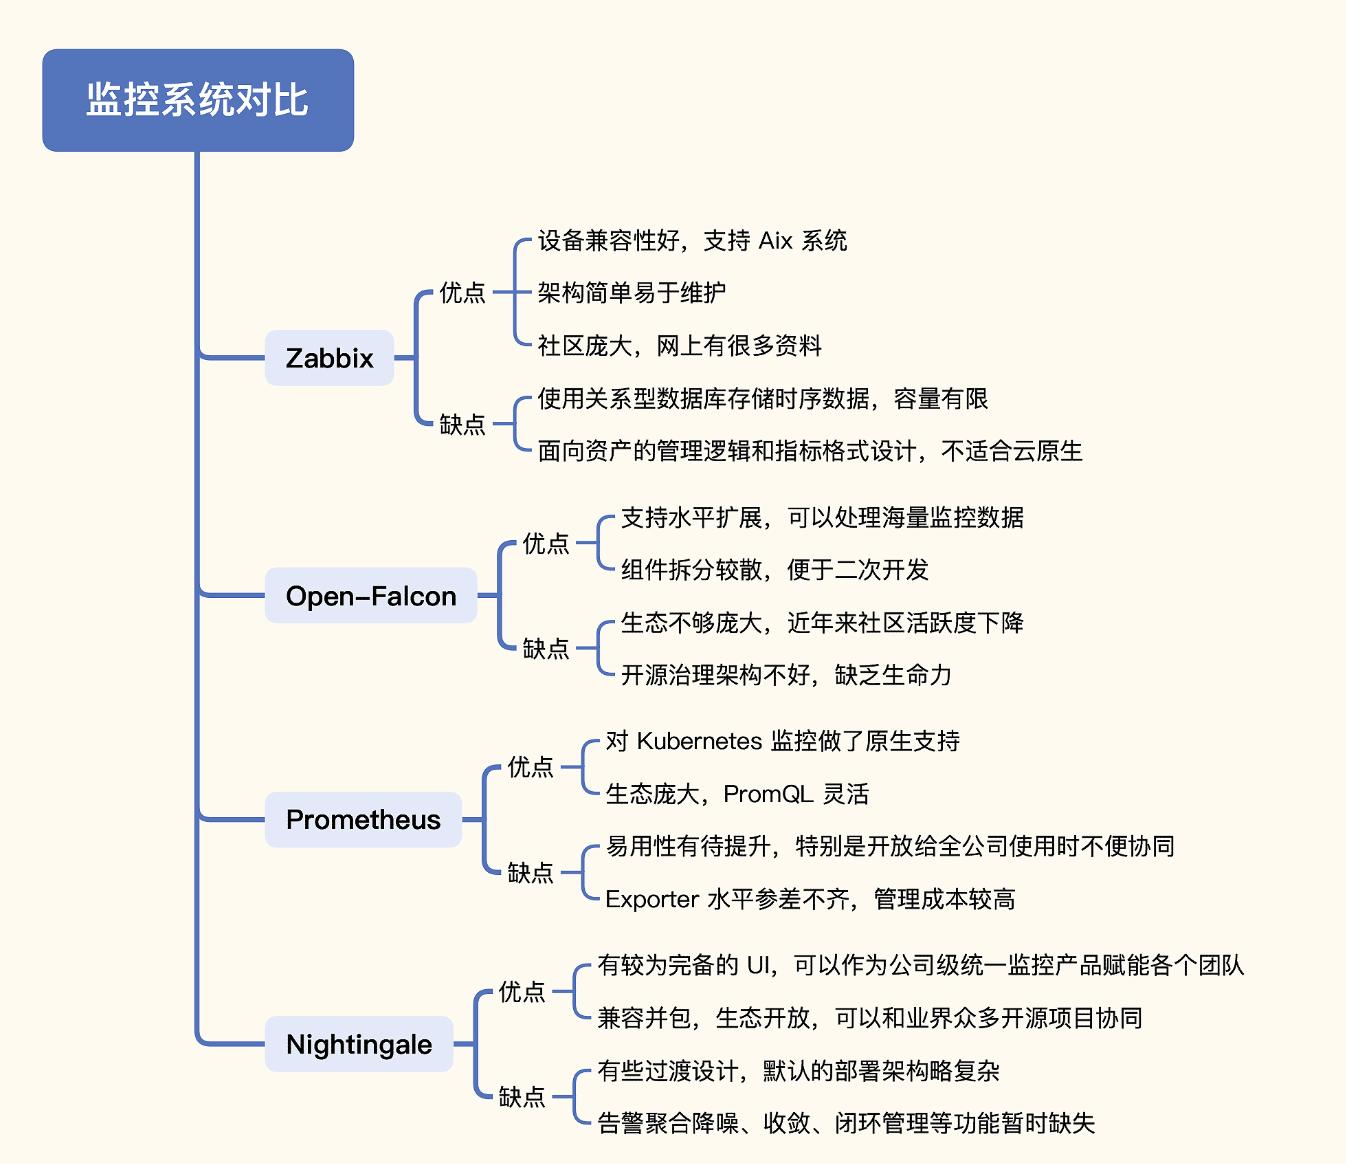 监控系统对比
Zabbix
优点
设备兼容性好，支持 Aix 系统
架构简单易于维护
社区庞大，网上有很多资料
缺点
使用关系型数据库存储时序数据，容量有限
面向资产的管理逻辑和指标格式设计，不适合云原生
Open-Falcon
优点
支持水平扩展，可以处理海量监控数据
组件拆分较散，便于二次开发
缺点
生态不够庞大，近年来社区活跃度下降
开源治理架构不好，缺乏生命力
Prometheus
优点
对 Kubernetes 监控做了原生支持
生态庞大，PromQL 灵活
缺点
易用性有待提升，特别是开放给全公司使用时不便协同
Exporter 水平参差不齐，管理成本较高
Nightingale
优点
有较为完备的 UI，可以作为公司级统一监控产品赋能各个团队
兼容并包，生态开放，可以和业界众多开源项目协同
缺点
有些过渡设计，默认的部署架构略复杂
告警聚合降噪、收敛、闭环管理等功能暂时缺失